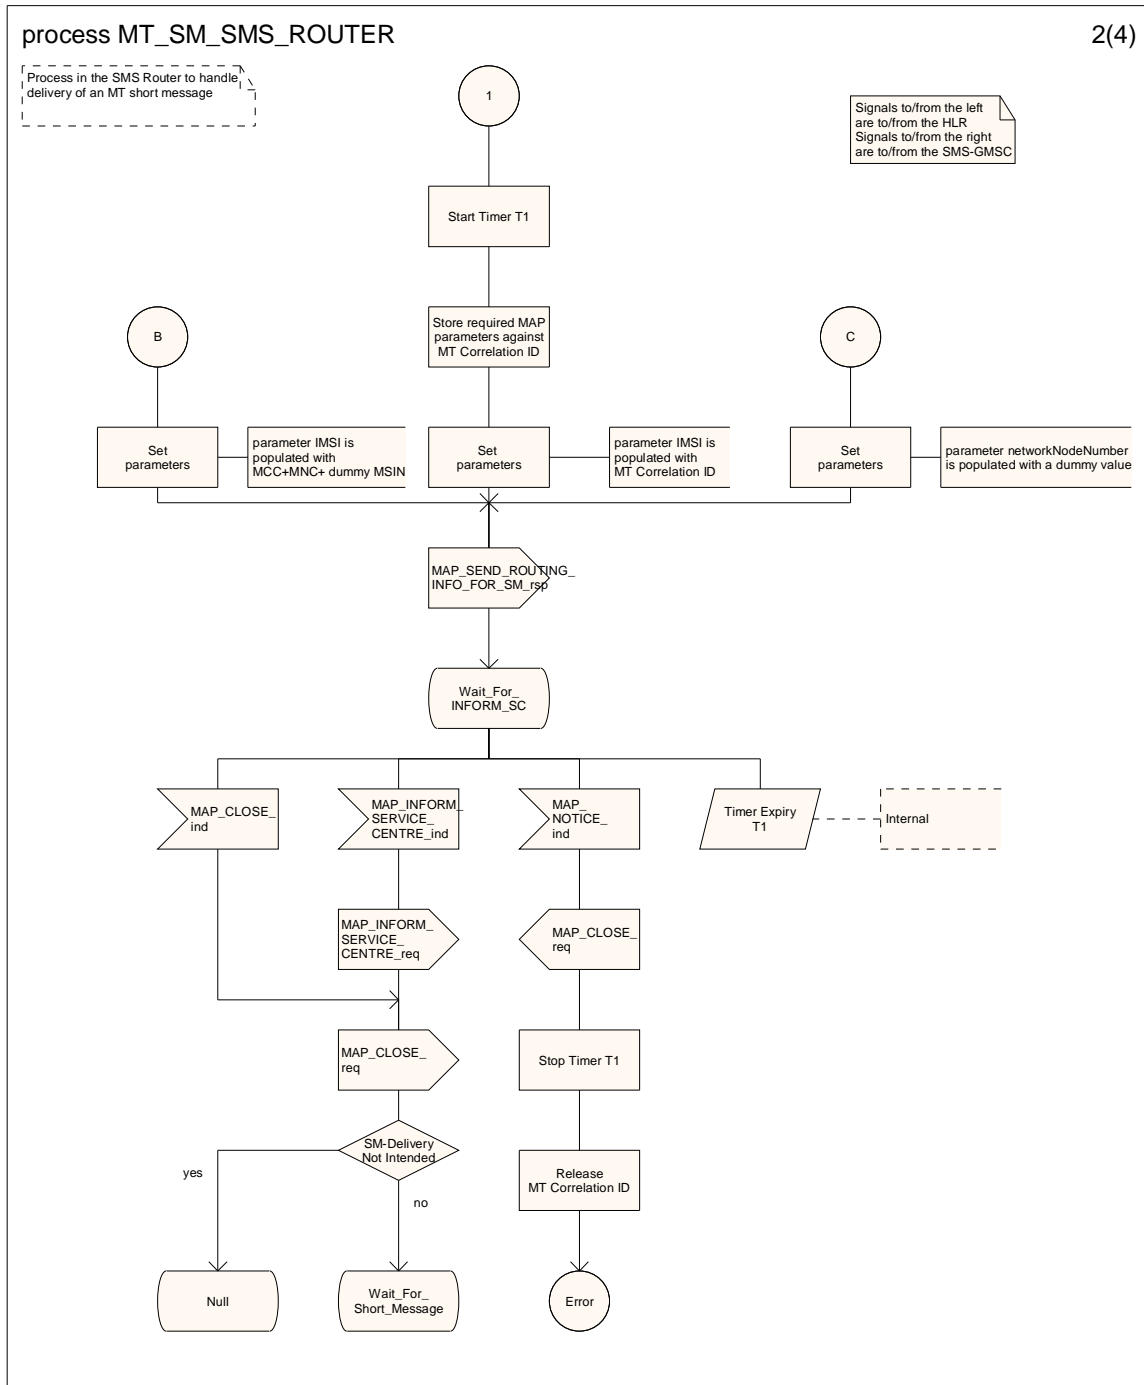 process MT_SM_SMS_ROUTER
2(4)
Process in the SMS Router to handle
delivery of an MT short message
1
Signals to/from the left
are to/from the HLR
Signals to/from the right
are to/from the SMS-GMSC
Start Timer T1
B
Store required MAP
parameters against
MT Correlation ID
C
Set
parameters
parameter IMSI is
populated with
MCC+MNC+ dummy MSIN
Set
parameters
parameter IMSI is
populated with
MT Correlation ID
Set
parameters
parameter networkNodeNumber
is populated with a dummy value
MAP_SEND_ROUTING_
INFO_FOR_SM_rsp
Wait_For_
INFORM_SC
MAP_CLOSE_
ind
MAP_INFORM_
SERVICE_
CENTRE_ind
MAP_
NOTICE_
ind
Timer Expiry
T1
Internal
MAP_INFORM_
SERVICE_
CENTRE_req
MAP_CLOSE_
req
MAP_CLOSE_
req
Stop Timer T1
SM-Delivery
Not Intended
yes
no
Release
MT Correlation ID
Null
Wait_For_
Short_Message
Error